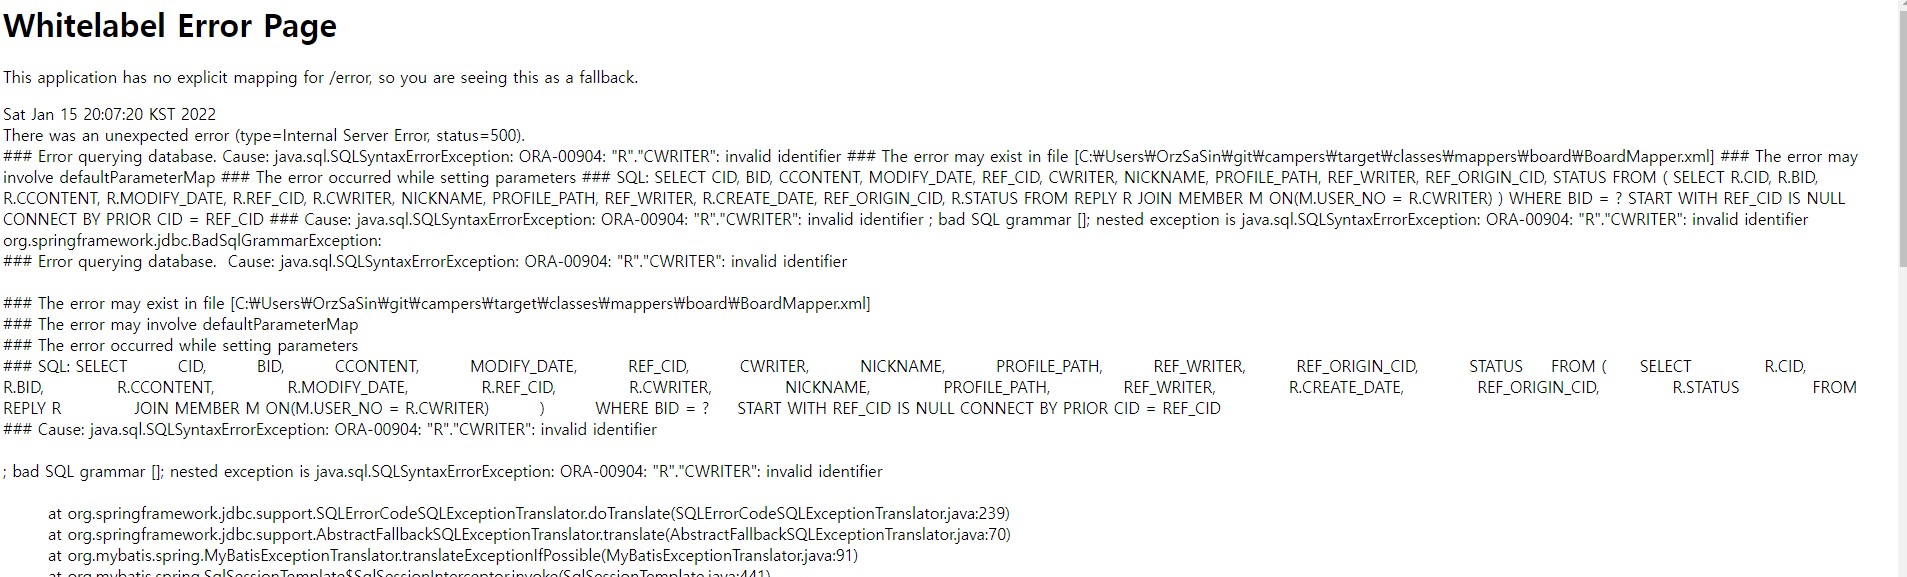 Whitelabel Error Page
This application has no explicit mapping for /error, so you are seeing this as a fallback.
Sat Jan 15 20:07:20 KST 2022
There was an unexpected error (type=Internal Server Error, status=500).
### Error querying database. Cause: java.sql.SQLSyntaxErrorException: ORA-00904: "R"."CWRITER": invalid identifier ### The error may exist in file [C:₩Users₩OrzSaSin₩git₩campers₩target₩classes₩mappers₩board₩BoardMapper.xml] ### The error may
involve defaultParameterMap ### The error occurred while setting parameters ### SQL: SELECT CID, BID, CCONTENT, MODIFY_DATE, REF_CID, CWRITER, NICKNAME, PROFILE_PATH, REF_WRITER, REF_ORIGIN_CID, STATUS FROM ( SELECT R.CID, R.BID,
R.CCONTENT, R.MODIFY_DATE, R.REF_CID, R.CWRITER, NICKNAME, PROFILE_PATH, REF_WRITER, R.CREATE_DATE, REF_ORIGIN_CID, R.STATUS FROM REPLY R JOIN MEMBER M ON(M.USER_NO = R.CWRITER) ) WHERE BID = ? START WITH REF_CID IS NULL
CONNECT BY PRIOR CID = REF_CID ### Cause: java.sql.SQLSyntaxErrorException: ORA-00904: "R"."CWRITER": invalid identifier ; bad SQL grammar []; nested exception is java.sql.SQLSyntaxErrorException: ORA-00904: "R"."CWRITER": invalid identifier
org.springframework.jdbc.BadSqlGrammarException:
### Error querying database.  Cause: java.sql.SQLSyntaxErrorException: ORA-00904: "R"."CWRITER": invalid identifier
### The error may exist in file [C:₩Users₩OrzSaSin₩git₩campers₩target₩classes₩mappers₩board₩BoardMapper.xml]
### The error may involve defaultParameterMap
### The error occurred while setting parameters
### SQL: SELECT CID, BID, CCONTENT, MODIFY_DATE, REF_CID, CWRITER, NICKNAME, PROFILE_PATH, REF_WRITER, REF_ORIGIN_CID, STATUS FROM ( SELECT R.CID,
R.BID, R.CCONTENT, R.MODIFY_DATE, R.REF_CID, R.CWRITER, NICKNAME, PROFILE_PATH, REF_WRITER, R.CREATE_DATE, REF_ORIGIN_CID, R.STATUS FROM
REPLY R JOIN MEMBER M ON(M.USER_NO = R.CWRITER) ) WHERE BID = ? START WITH REF_CID IS NULL CONNECT BY PRIOR CID = REF_CID
### Cause: java.sql.SQLSyntaxErrorException: ORA-00904: "R"."CWRITER": invalid identifier
; bad SQL grammar []; nested exception is java.sql.SQLSyntaxErrorException: ORA-00904: "R"."CWRITER": invalid identifier
at org.springframework.jdbc.support.SQLErrorCodeSQLExceptionTranslator.doTranslate(SQLErrorCodeSQLExceptionTranslator.java:239)
at org.springframework.jdbc.support.AbstractFallbackSQLExceptionTranslator.translate(AbstractFallbackSQLExceptionTranslator.java:70)
at org.mybatis.spring.MyBatisExceptionTranslator.translateExceptionIfPossible(MyBatisExceptionTranslator.java:91)
at org.mybatis.spring.SqlSessionTemplate$SqlSessionInterceptor.invoke(SqlSessionTemplate.java:441)